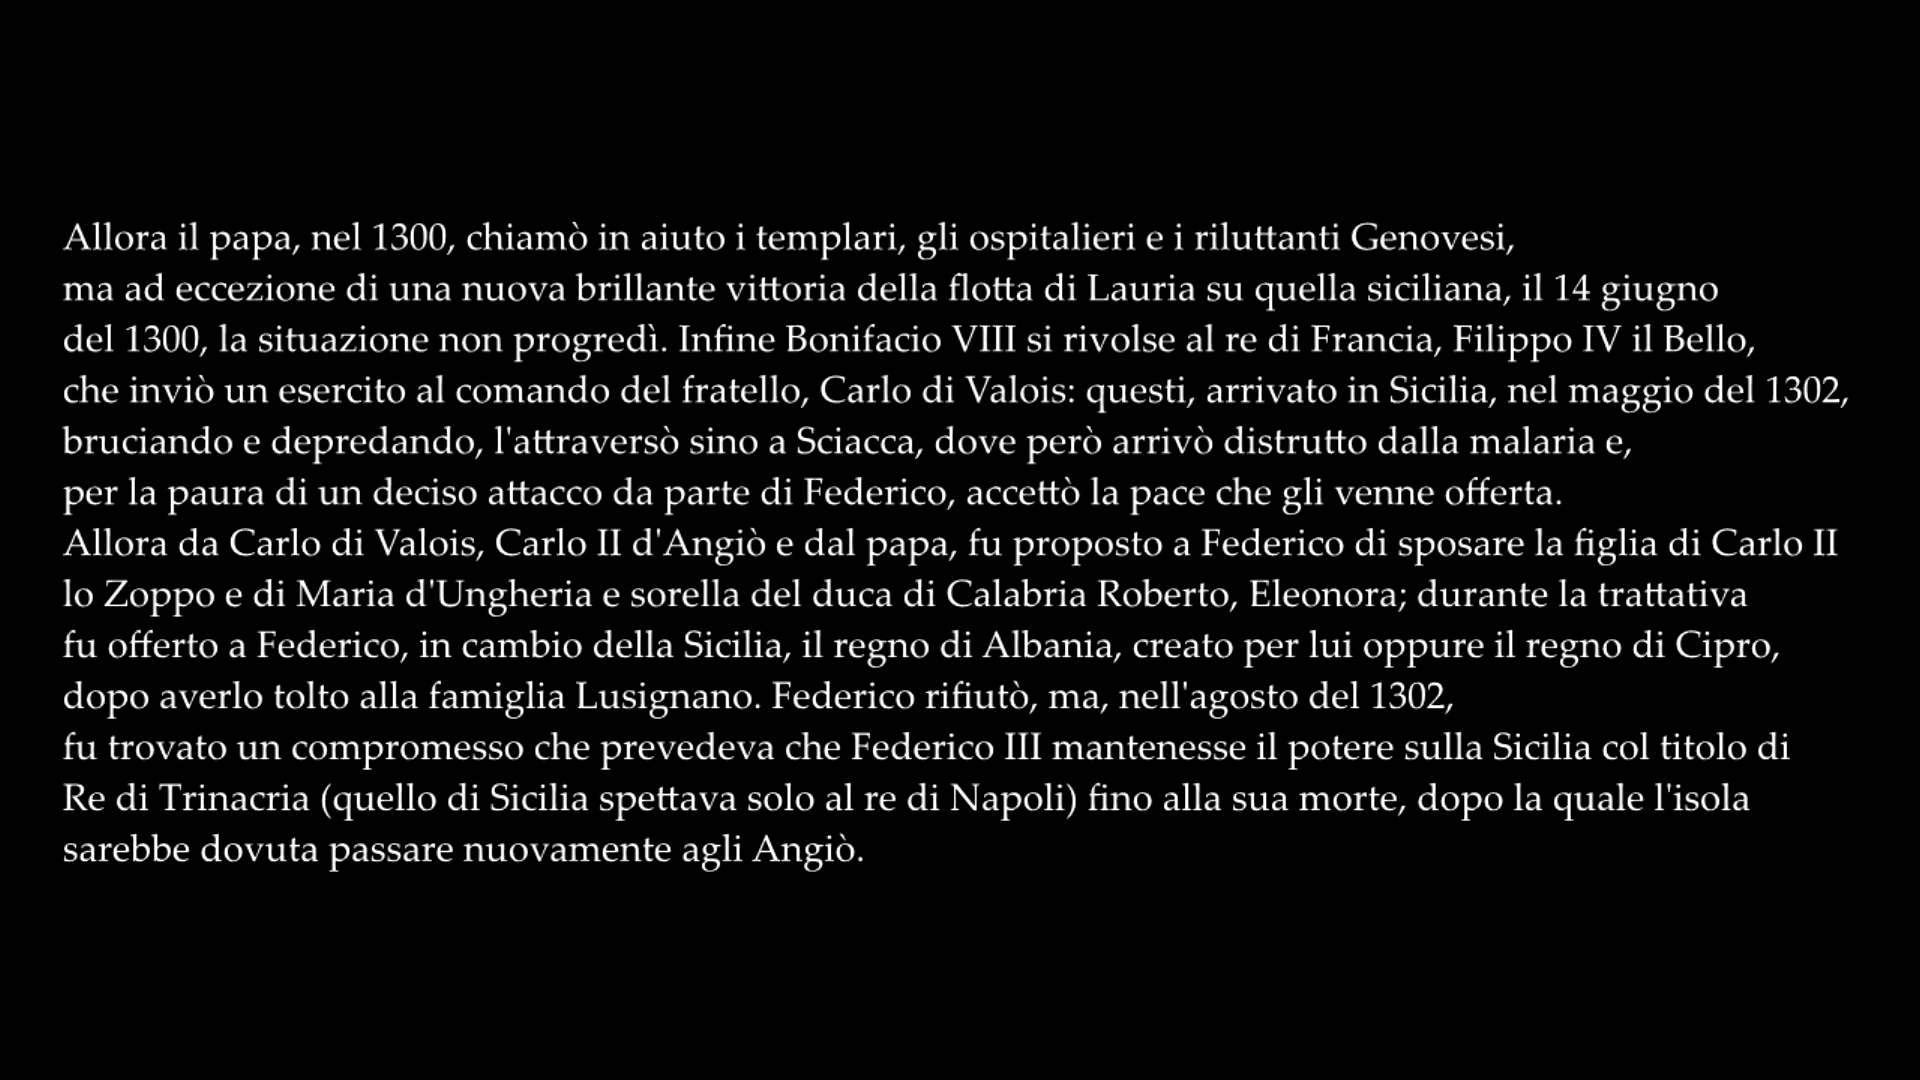 Allora il papa, nel 1300, chiamò in aiuto i templari, gli ospitalieri e i riluttanti Genovesi,
ma ad eccezione di una nuova brillante vittoria della flotta di Lauria su quella siciliana, il 14 giugno
del 1300, la situazione non progredì. Infine Bonifacio VIII si rivolse al re di Francia, Filippo IV il Bello,
che inviò un esercito al comando del fratello, Carlo di Valois: questi, arrivato in Sicilia, nel maggio del 1302,
bruciando e depredando, l'attraversò sino a Sciacca, dove però arrivò distrutto dalla malaria e,
per la paura di un deciso attacco da parte di Federico, accettò la pace che gli venne offerta.
Allora da Carlo di Valois, Carlo II d'Angiò e dal papa, fu proposto a Federico di sposare la figlia di Carlo II
lo Zoppo e di Maria d'Ungheria e sorella del duca di Calabria Roberto, Eleonora; durante la trattativa
fu offerto a Federico, in cambio della Sicilia, il regno di Albania, creato per lui oppure il regno di Cipro,
dopo averlo tolto alla famiglia Lusignano. Federico rifiutò, ma, nell'agosto del 1302,
fu trovato un compromesso che prevedeva che Federico III mantenesse il potere sulla Sicilia col titolo di
Re di Trinacria (quello di Sicilia spettava solo al re di Napoli) fino alla sua morte, dopo la quale l'isola
sarebbe dovuta passare nuovamente agli Angiò.